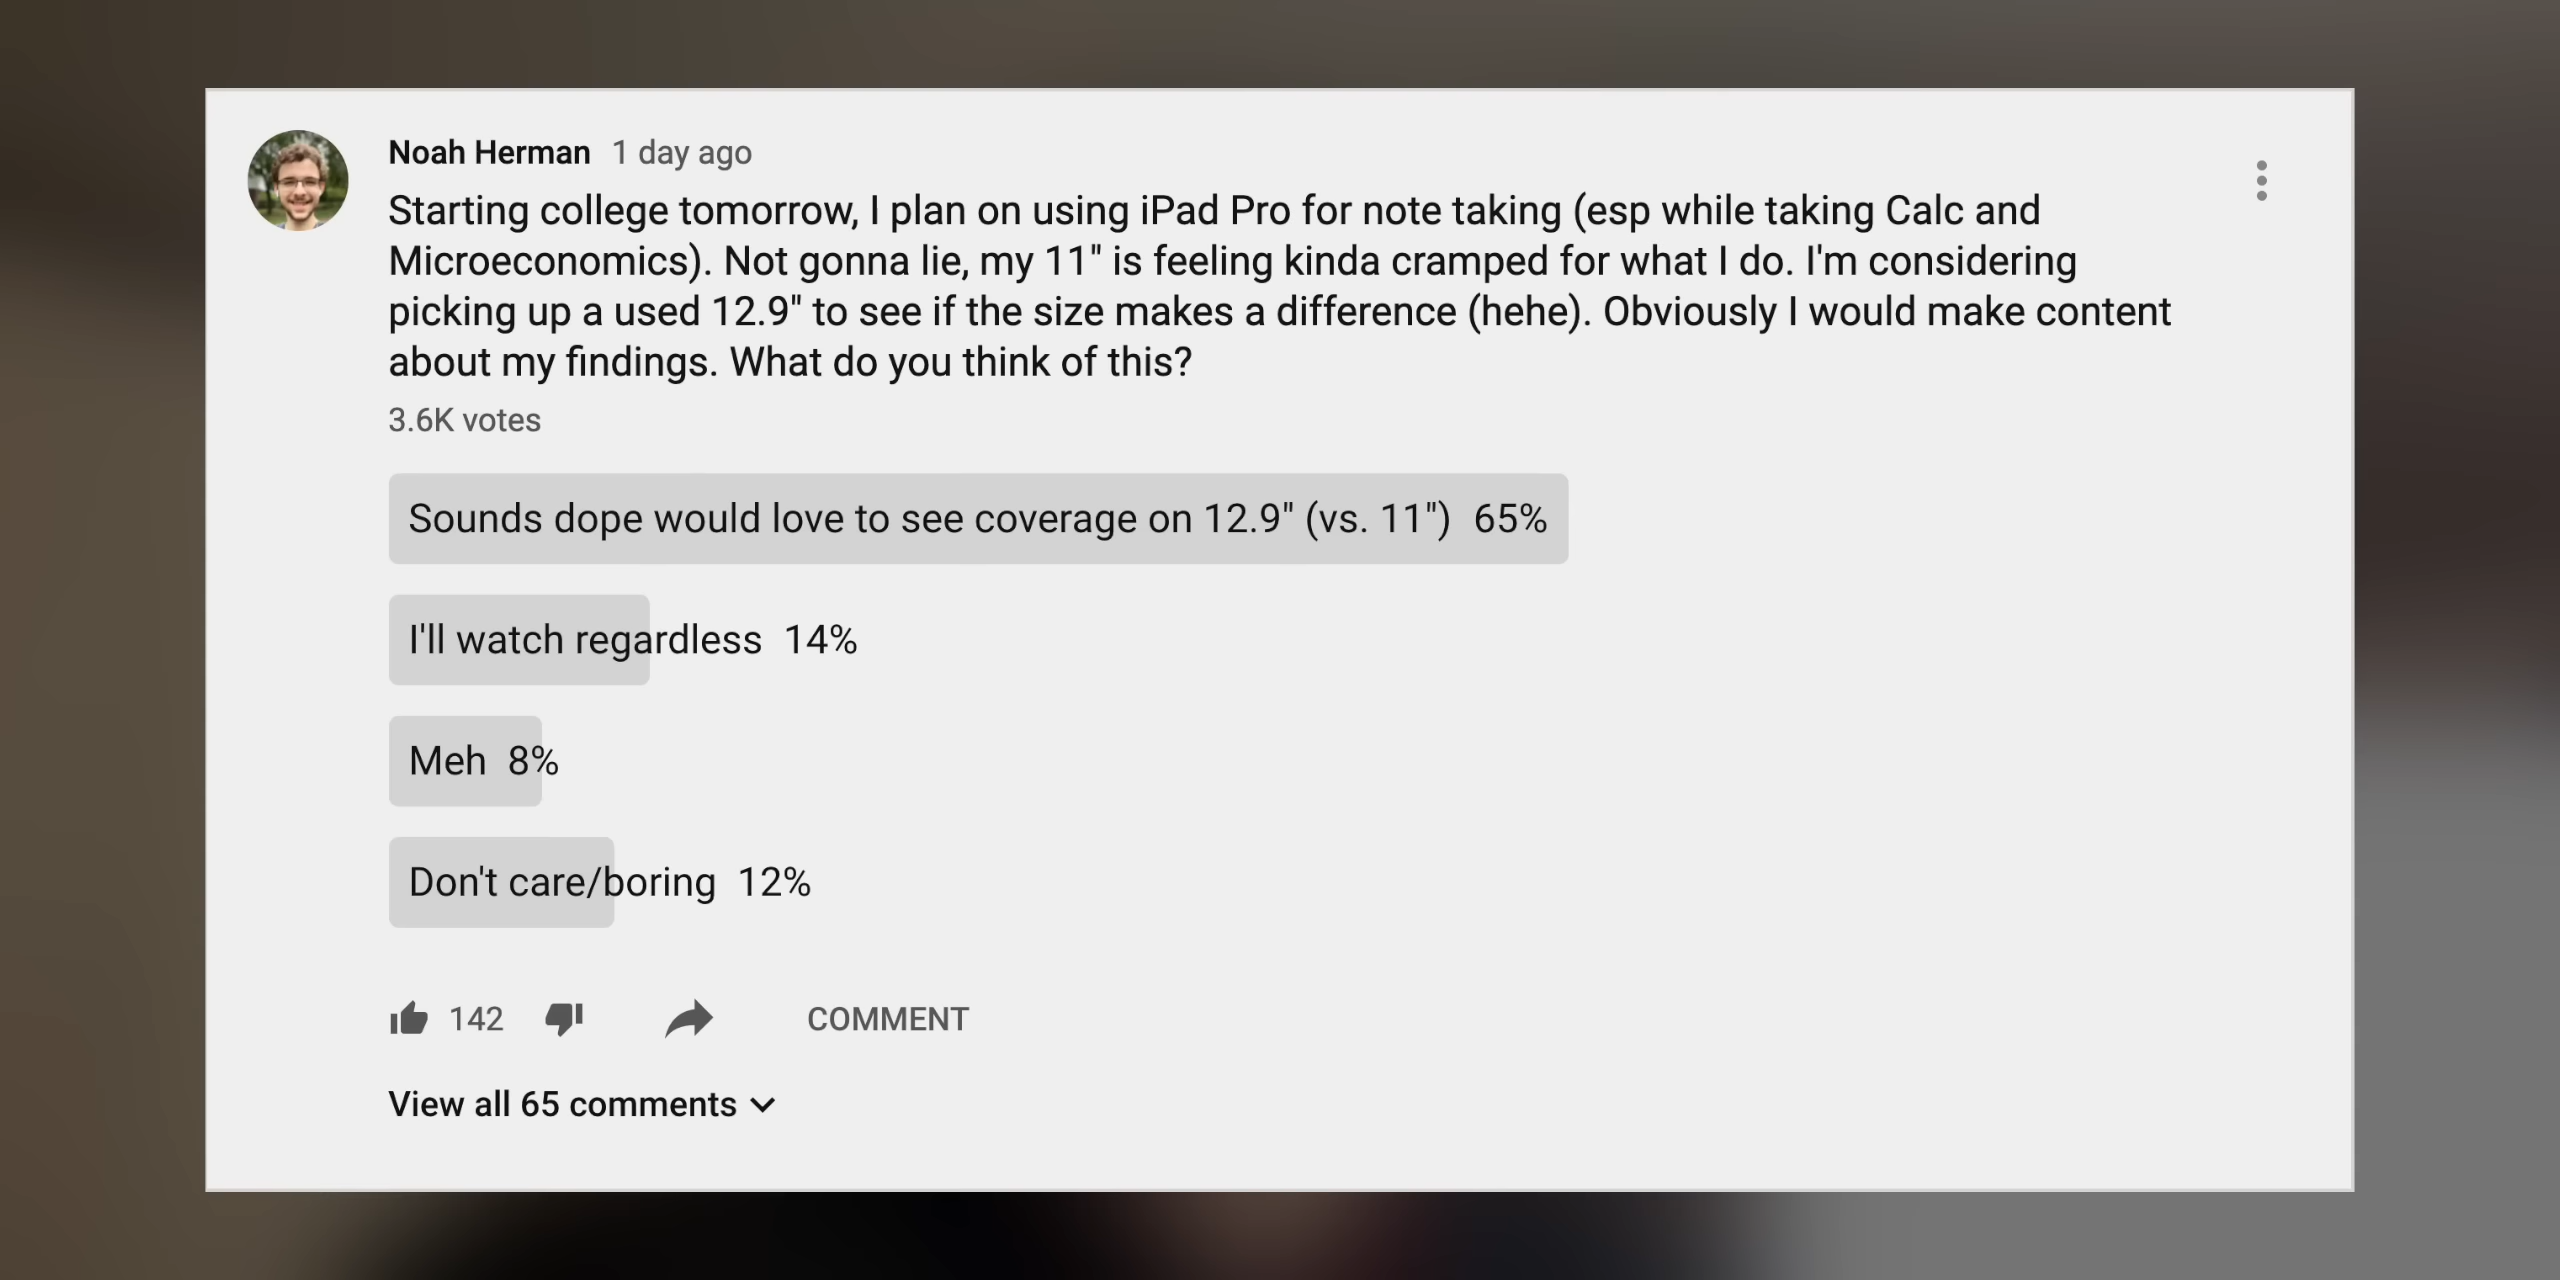 Noah Herman 1 day ago
Starting college tomorrow, I plan on using iPad Pro for note taking (esp while taking Calc and
Microeconomics). Not gonna lie, my 11" is feeling kinda cramped for what I do. I'm considering
picking up a used 12.9" to see if the size makes a difference (hehe). Obviously I would make content
about my findings. What do you think of this?
3.6K votes
Sounds dope would love to see coverage on 12.9" (vs. 11") 65%
I'll watch regardless 14%
Meh 8%
Don't care/boring 12%
142 COMMENT
View all 65 comments